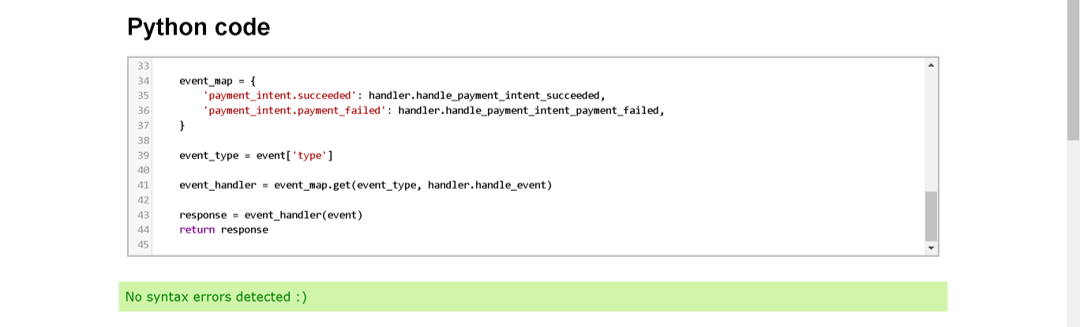 Python code
33
34 event_map = {
35 'payment_intent.succeeded': handler.handle_payment_intent_succeeded,
36 'payment_intent.payment_failed': handler.handle_payment_intent_payment_failed,
37 }
38
39 event_type = event['type']
40
41 event_handler = event_map.get(event_type, handler.handle_event)
42
43 response = event_handler(event)
44 return response
45
No syntax errors detected :)